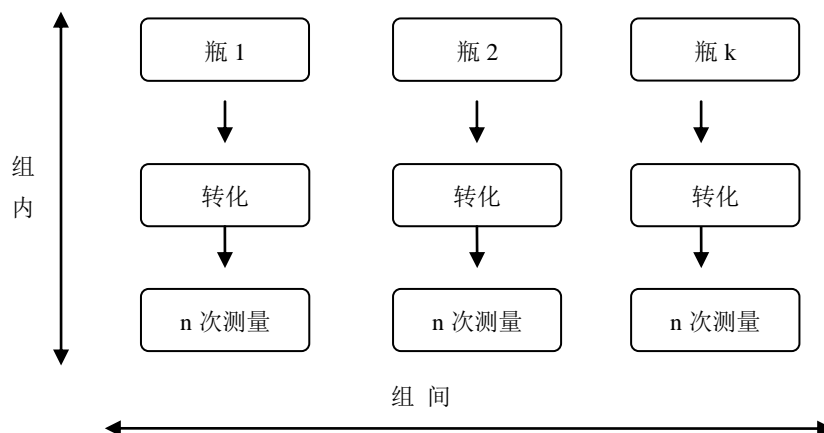 瓶 1 瓶 2 瓶 k
组内
转化 转化 转化
n 次测量 n 次测量 n 次测量
组 间